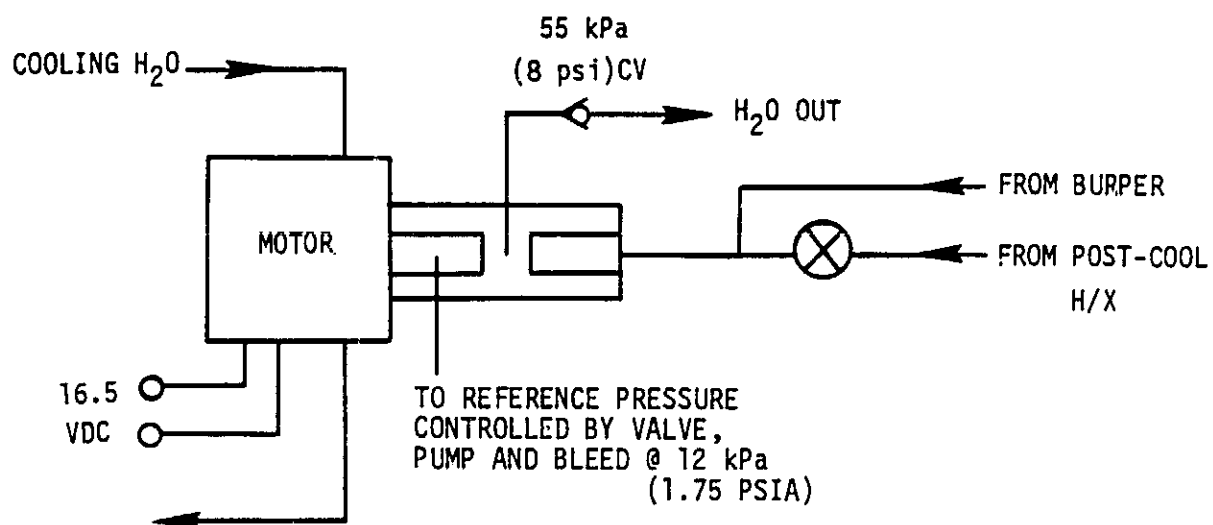 55 kPa
(8 psi)CV
COOLING H₂O
H₂O OUT
FROM BURPER
MOTOR
FROM POST-COOL
H/X
16.5
VDC
TO REFERENCE PRESSURE
CONTROLLED BY VALVE,
PUMP AND BLEED @ 12 kPa
(1.75 PSIA)